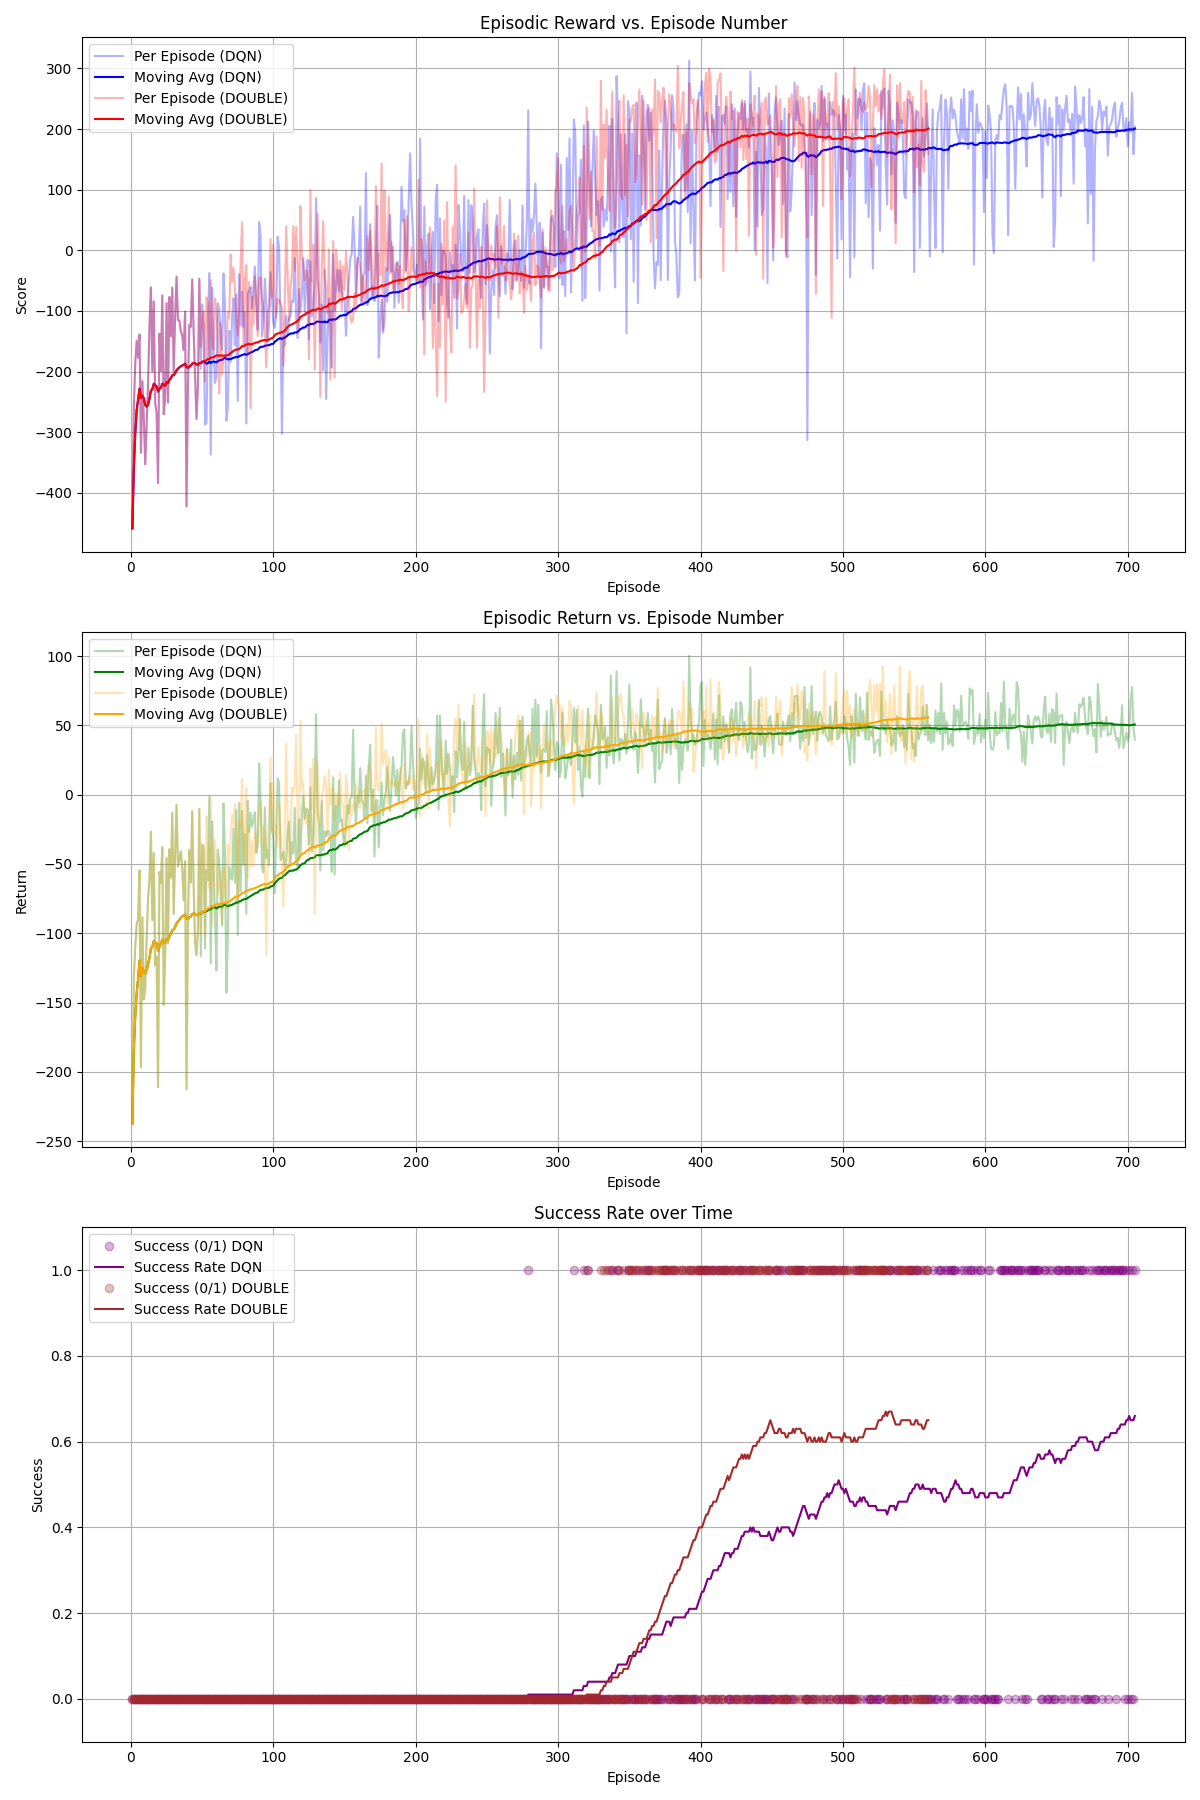 Episodic Reward vs. Episode Number
Per Episode (DQN)
Moving Avg (DQN)
Per Episode (DOUBLE)
Moving Avg (DOUBLE)
300
200
100
0
−100
−200
−300
−400
Score
0 100 200 300 400 500 600 700
Episode
Episodic Return vs. Episode Number
Per Episode (DQN)
Moving Avg (DQN)
Per Episode (DOUBLE)
Moving Avg (DOUBLE)
100
50
0
−50
−100
−150
−200
−250
Return
0 100 200 300 400 500 600 700
Episode
Success Rate over Time
Success (0/1) DQN
Success Rate DQN
Success (0/1) DOUBLE
Success Rate DOUBLE
1.0
0.8
0.6
0.4
0.2
0.0
Success
0 100 200 300 400 500 600 700
Episode